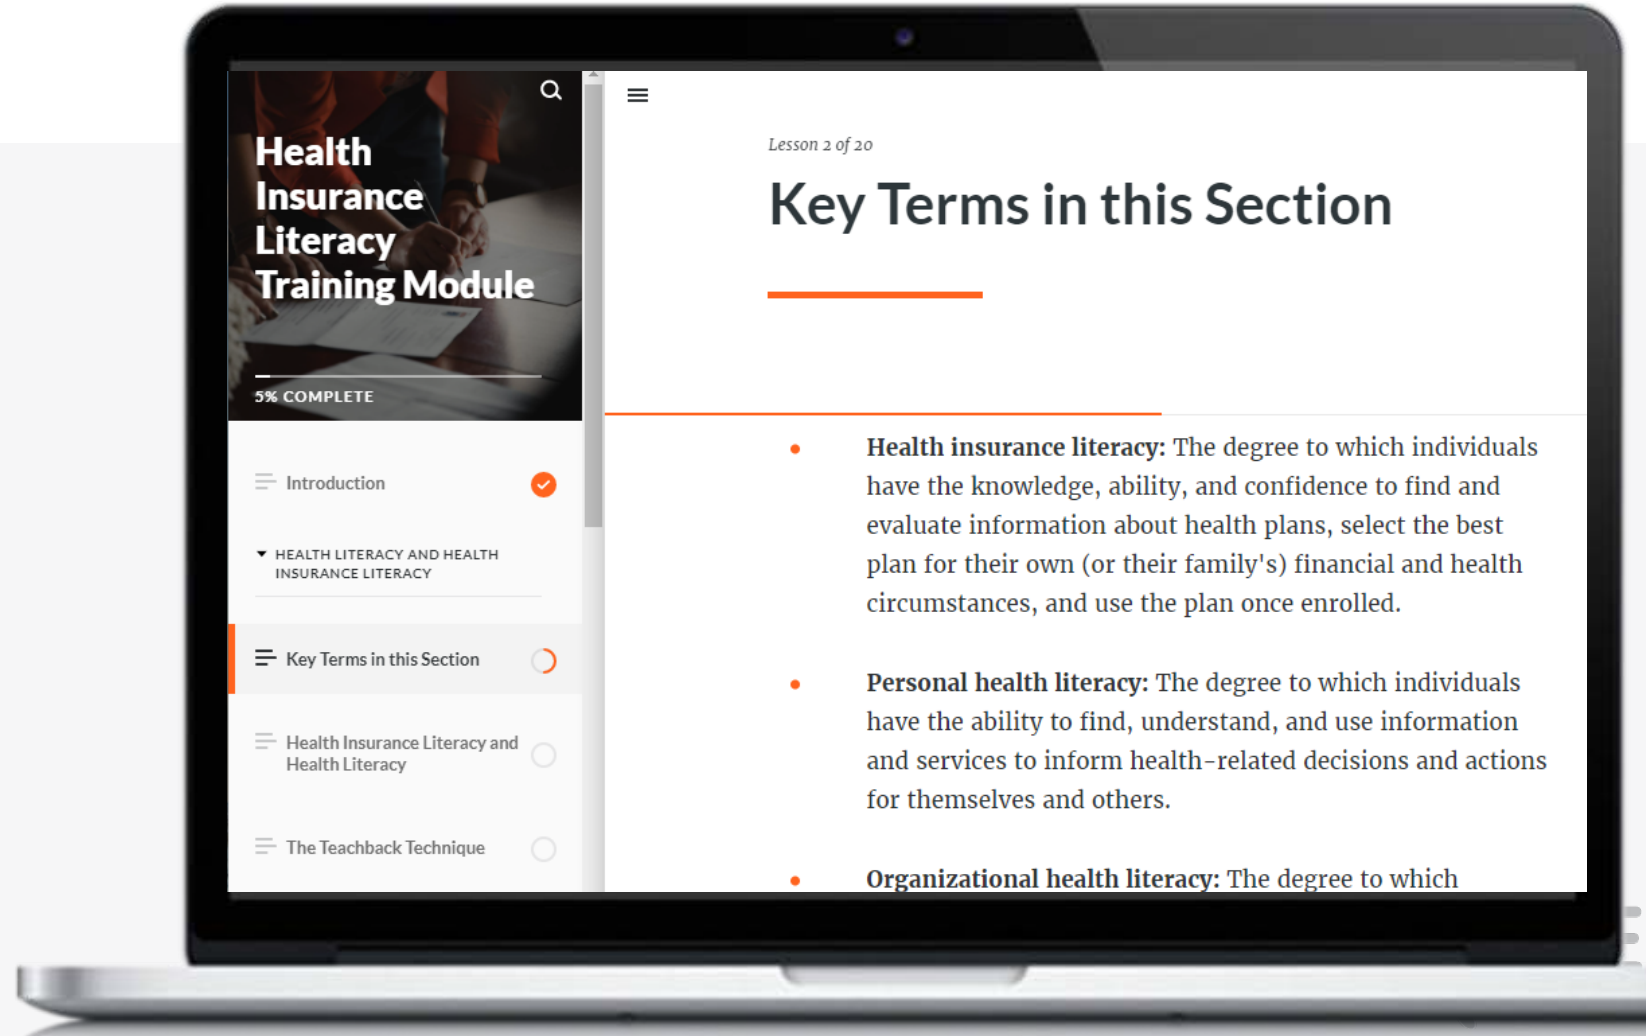 Health
Insurance
Literacy
Training Module
5% COMPLETE
Introduction
HEALTH LITERACY AND HEALTH
INSURANCE LITERACY
Key Terms in this Section
Health Insurance Literacy and
Health Literacy
The Teachback Technique
Lesson 2 of 20
Key Terms in this Section
Health insurance literacy: The degree to which individuals
have the knowledge, ability, and confidence to find and
evaluate information about health plans, select the best
plan for their own (or their family's) financial and health
circumstances, and use the plan once enrolled.
Personal health literacy: The degree to which individuals
have the ability to find, understand, and use information
and services to inform health-related decisions and actions
for themselves and others.
Organizational health literacy: The degree to which